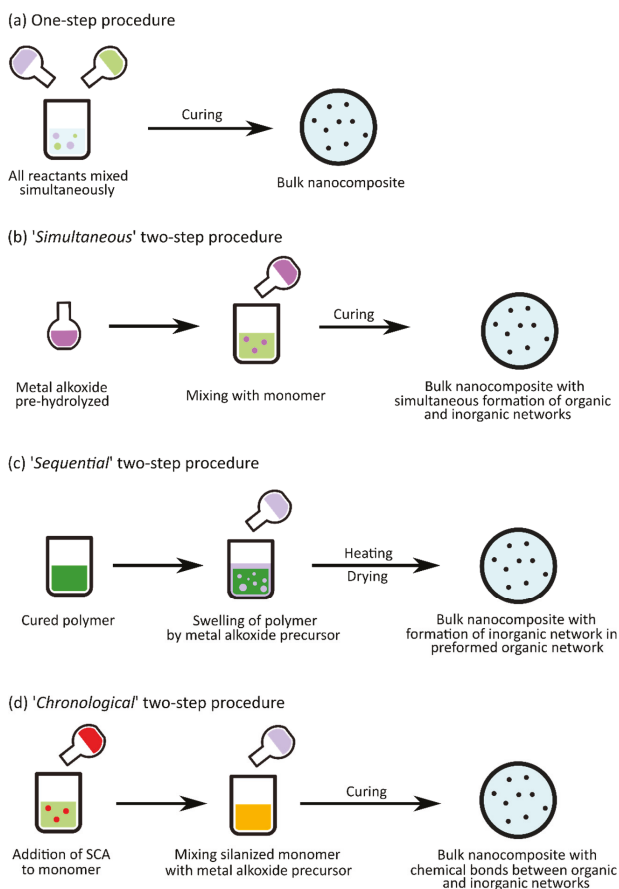 (a) One-step procedure
Curing
All reactants mixed
simultaneously
Bulk nanocomposite
(b) 'Simultaneous' two-step procedure
Curing
Metal alkoxide
pre-hydrolyzed
Mixing with monomer
Bulk nanocomposite with
simultaneous formation of organic
and inorganic networks
(c) 'Sequential' two-step procedure
Heating
Drying
Cured polymer
Swelling of polymer
by metal alkoxide precursor
Bulk nanocomposite with
formation of inorganic network in
preformed organic network
(d) 'Chronological' two-step procedure
Curing
Addition of SCA
to monomer
Mixing silanized monomer
with metal alkoxide precursor
Bulk nanocomposite with
chemical bonds between organic
and inorganic networks